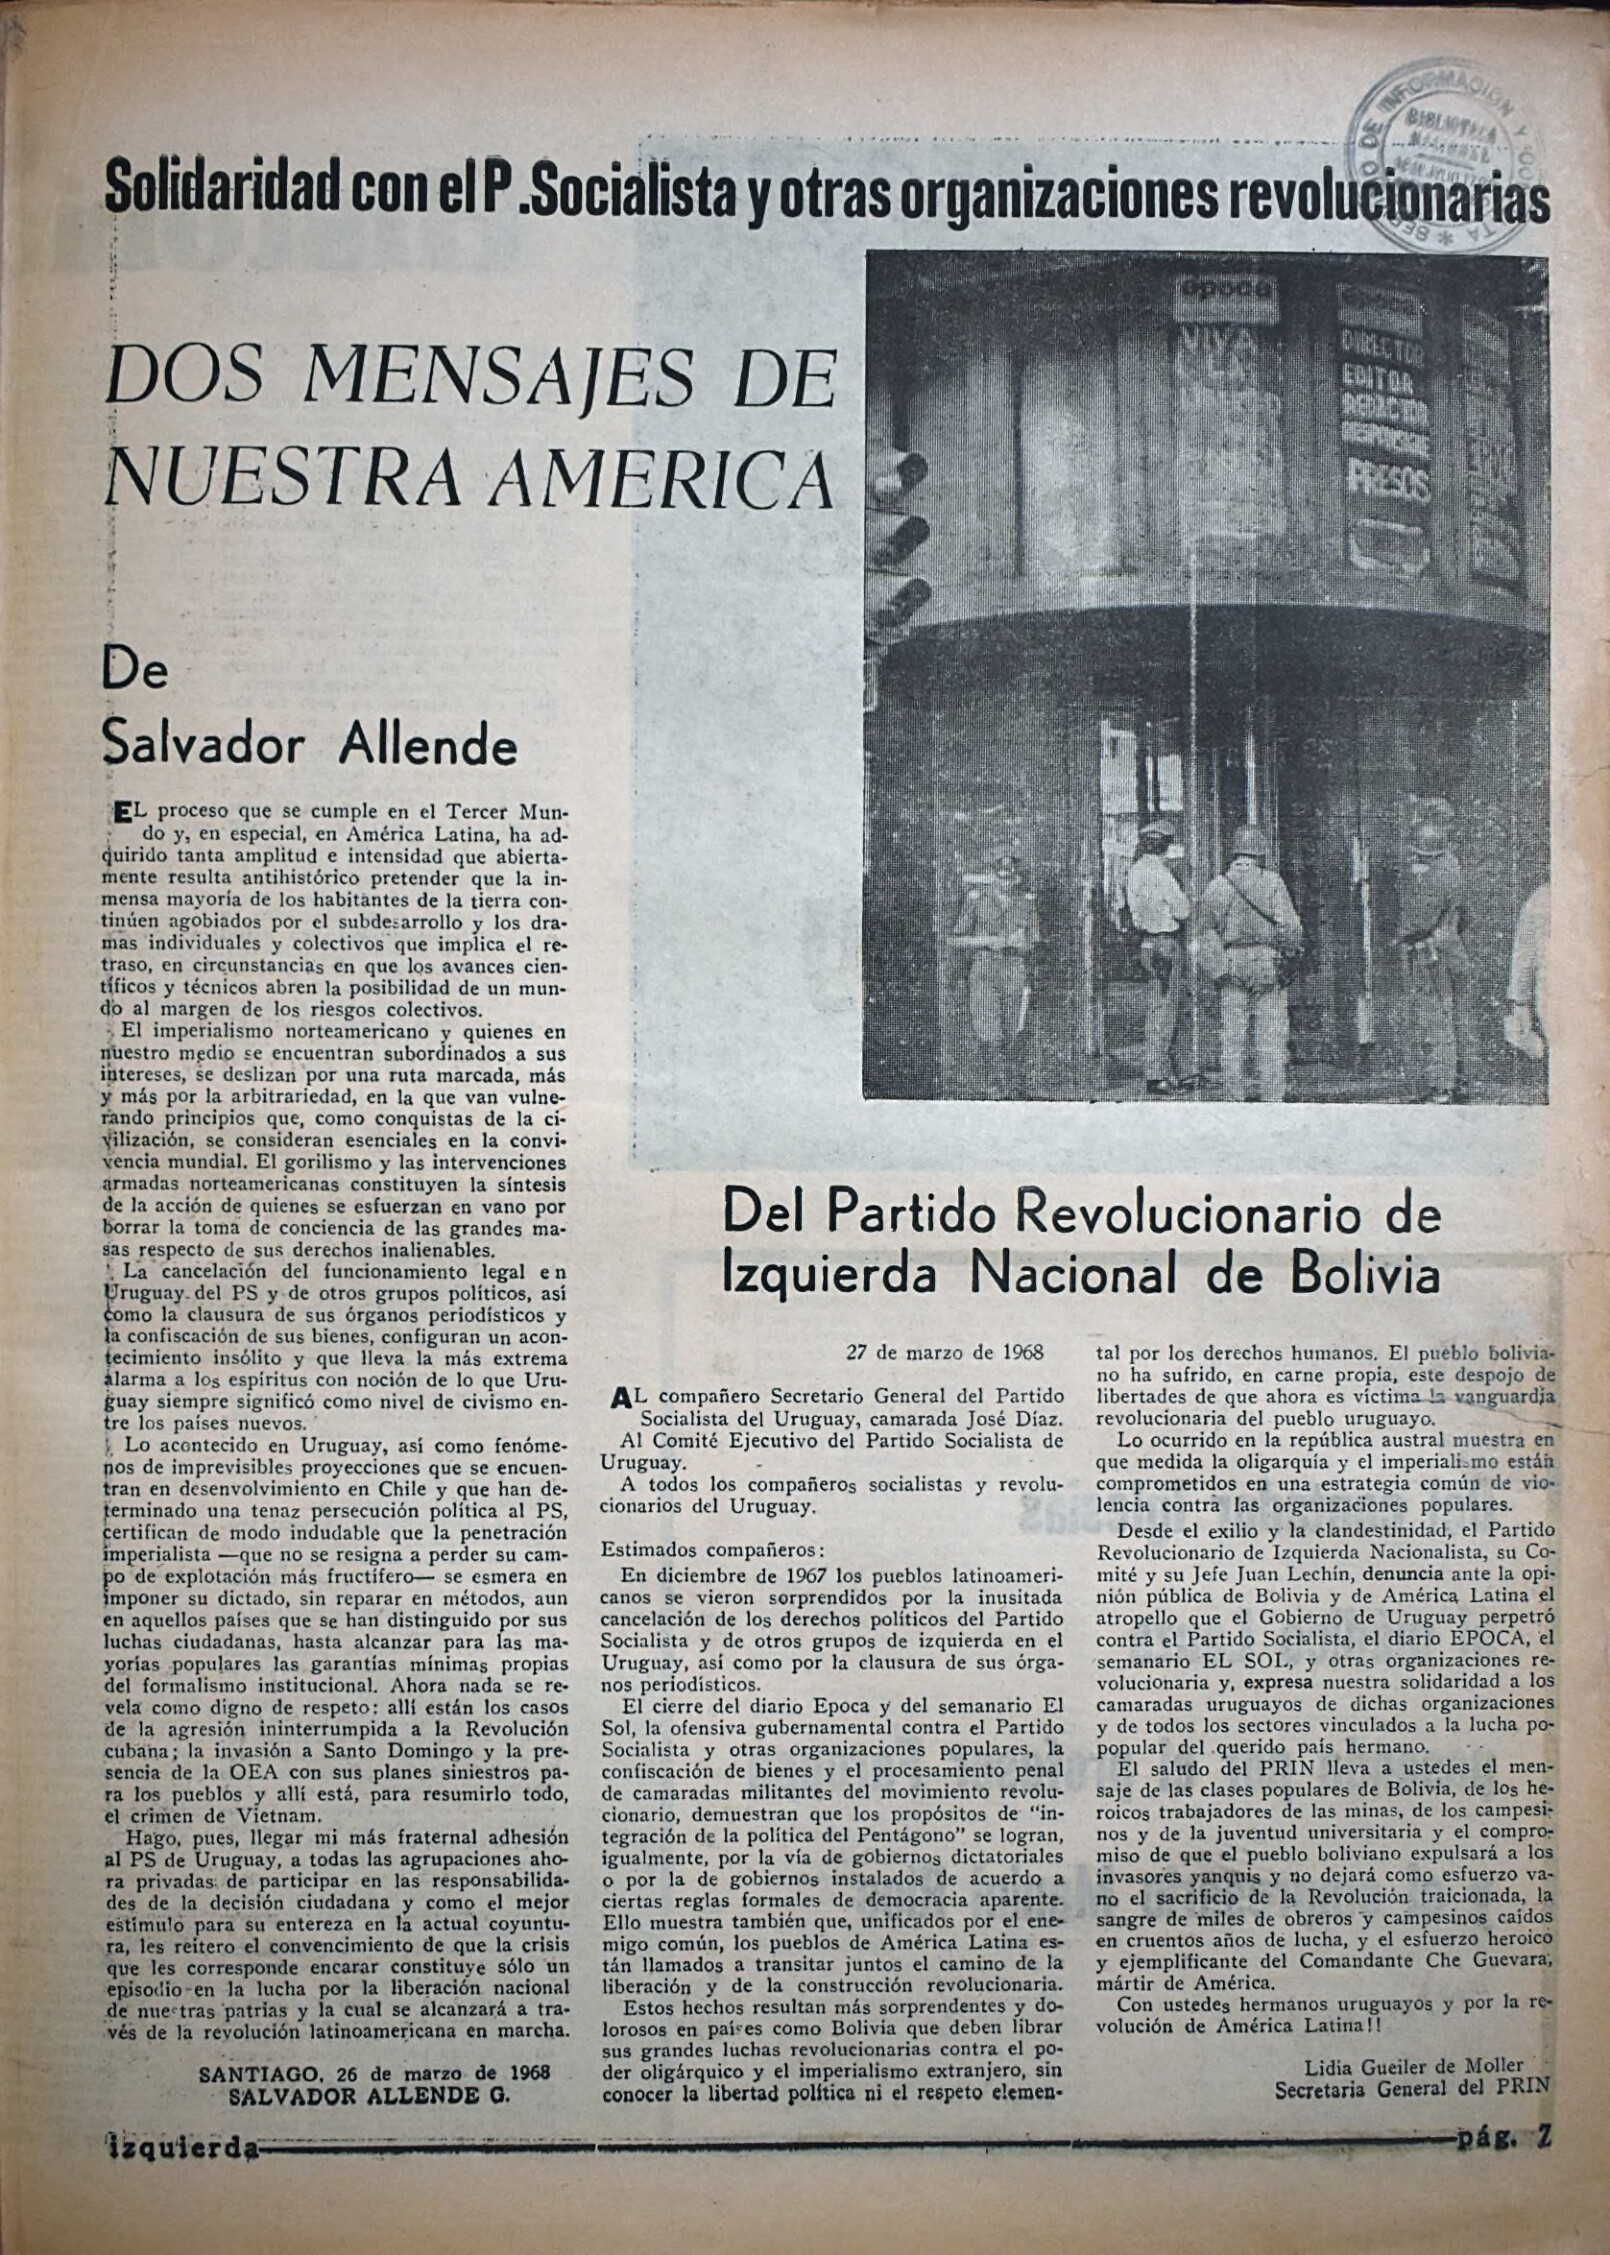 Solidaridad con el P .Socialista y otras organizaciones revolucionarias
DOS MENSAJES DE
NUESTRA AMERICA
epoca
VIVA
LA
DIRECTOR
EDITOR
REDACTOR
PRESOS
De
Salvador Allende
EL proceso que se cumple en el Tercer Mun-
do y, en especial, en América Latina, ha ad-
quirido tanta amplitud e intensidad que abierta-
mente resulta antihistórico pretender que la in-
mensa mayoría de los habitantes de la tierra con-
tinúen agobiados por el subdesarrollo y los dra-
mas individuales y colectivos que implica el re-
traso, en circunstancias en que los avances cien-
tíficos y técnicos abren la posibilidad de un mun-
do al margen de los riesgos colectivos.
El imperialismo norteamericano y quienes en
nuestro medio se encuentran subordinados a sus
intereses, se deslizan por una ruta marcada, más
y más por la arbitrariedad, en la que van vulne-
rando principios que, como conquistas de la ci-
vilización, se consideran esenciales en la convi-
vencia mundial. El gorilismo y las intervenciones
armadas norteamericanas constituyen la síntesis
de la acción de quienes se esfuerzan en vano por
borrar la toma de conciencia de las grandes ma-
sas respecto de sus derechos inalienables.
La cancelación del funcionamiento legal en
Uruguay del PS y de otros grupos políticos, así
como la clausura de sus órganos periodísticos y
la confiscación de sus bienes, configuran un acon-
tecimiento insólito y que lleva la más extrema
alarma a los espíritus con noción de lo que Uru-
guay siempre significó como nivel de civismo en-
tre los países nuevos.
Lo acontecido en Uruguay, así como fenóme-
nos de imprevisibles proyecciones que se encuen-
tran en desenvolvimiento en Chile y que han de-
terminado una tenaz persecución política al PS,
certifican de modo indudable que la penetración
imperialista —que no se resigna a perder su cam-
po de explotación más fructífero— se esmera en
imponer su dictado, sin reparar en métodos, aun
en aquellos países que se han distinguido por sus
luchas ciudadanas, hasta alcanzar para las ma-
yorías populares las garantías mínimas propias
del formalismo institucional. Ahora nada se re-
vela como digno de respeto: allí están los casos
de la agresión ininterrumpida a la Revolución
cubana; la invasión a Santo Domingo y la pre-
sencia de la OEA con sus planes siniestros pa-
ra los pueblos y allí está, para resumirlo todo,
el crimen de Vietnam.
Hago, pues, llegar mi más fraternal adhesión
al PS de Uruguay, a todas las agrupaciones aho-
ra privadas de participar en las responsabilida-
des de la decisión ciudadana y como el mejor
estímulo para su entereza en la actual coyuntu-
ra, les reitero el convencimiento de que la crisis
que les corresponde encarar constituye sólo un
episodio en la lucha por la liberación nacional
de nuestras patrias y la cual se alcanzará a tra-
vés de la revolución latinoamericana en marcha.
SANTIAGO, 26 de marzo de 1968
SALVADOR ALLENDE G.
Del Partido Revolucionario de
Izquierda Nacional de Bolivia
27 de marzo de 1968
AL compañero Secretario General del Partido
Socialista del Uruguay, camarada José Díaz.
Al Comité Ejecutivo del Partido Socialista de
Uruguay.
A todos los compañeros socialistas y revolu-
cionarios del Uruguay.
Estimados compañeros:
En diciembre de 1967 los pueblos latinoameri-
canos se vieron sorprendidos por la inusitada
cancelación de los derechos políticos del Partido
Socialista y de otros grupos de izquierda en el
Uruguay, así como por la clausura de sus órga-
nos periodísticos.
El cierre del diario Epoca y del semanario El
Sol, la ofensiva gubernamental contra el Partido
Socialista y otras organizaciones populares, la
confiscación de bienes y el procesamiento penal
de camaradas militantes del movimiento revolu-
cionario, demuestran que los propósitos de "in-
tegración de la política del Pentágono" se logran,
igualmente, por la vía de gobiernos dictatoriales
o por la de gobiernos instalados de acuerdo a
ciertas reglas formales de democracia aparente.
Ello muestra también que, unificados por el ene-
migo común, los pueblos de América Latina es-
tán llamados a transitar juntos el camino de la
liberación y de la construcción revolucionaria.
Estos hechos resultan más sorprendentes y do-
lorosos en países como Bolivia que deben librar
sus grandes luchas revolucionarias contra el po-
der oligárquico y el imperialismo extranjero, sin
conocer la libertad política ni el respeto elemen-
tal por los derechos humanos. El pueblo bolivia-
no ha sufrido, en carne propia, este despojo de
libertades de que ahora es víctima la vanguardia
revolucionaria del pueblo uruguayo.
Lo ocurrido en la república austral muestra en
que medida la oligarquía y el imperialismo están
comprometidos en una estrategia común de vio-
lencia contra las organizaciones populares.
Desde el exilio y la clandestinidad, el Partido
Revolucionario de Izquierda Nacionalista, su Co-
mité y su Jefe Juan Lechín, denuncia ante la opi-
nión pública de Bolivia y de América Latina el
atropello que el Gobierno de Uruguay perpetró
contra el Partido Socialista, el diario EPOCA, el
semanario EL SOL, y otras organizaciones re-
volucionaria y, expresa nuestra solidaridad a los
camaradas uruguayos de dichas organizaciones
y de todos los sectores vinculados a la lucha po-
popular del querido país hermano.
El saludo del PRIN lleva a ustedes el men-
saje de las clases populares de Bolivia, de los he-
roicos trabajadores de las minas, de los campesi-
nos y de la juventud universitaria y el compro-
miso de que el pueblo boliviano expulsará a los
invasores yanquis y no dejará como esfuerzo va-
no el sacrificio de la Revolución traicionada, la
sangre de miles de obreros y campesinos caídos
en cruentos años de lucha, y el esfuerzo heroico
y ejemplificante del Comandante Che Guevara,
mártir de América.
Con ustedes hermanos uruguayos y por la re-
volución de América Latina!!
Lidia Gueiler de Moller
Secretaria General del PRIN
izquierda
pág. 7